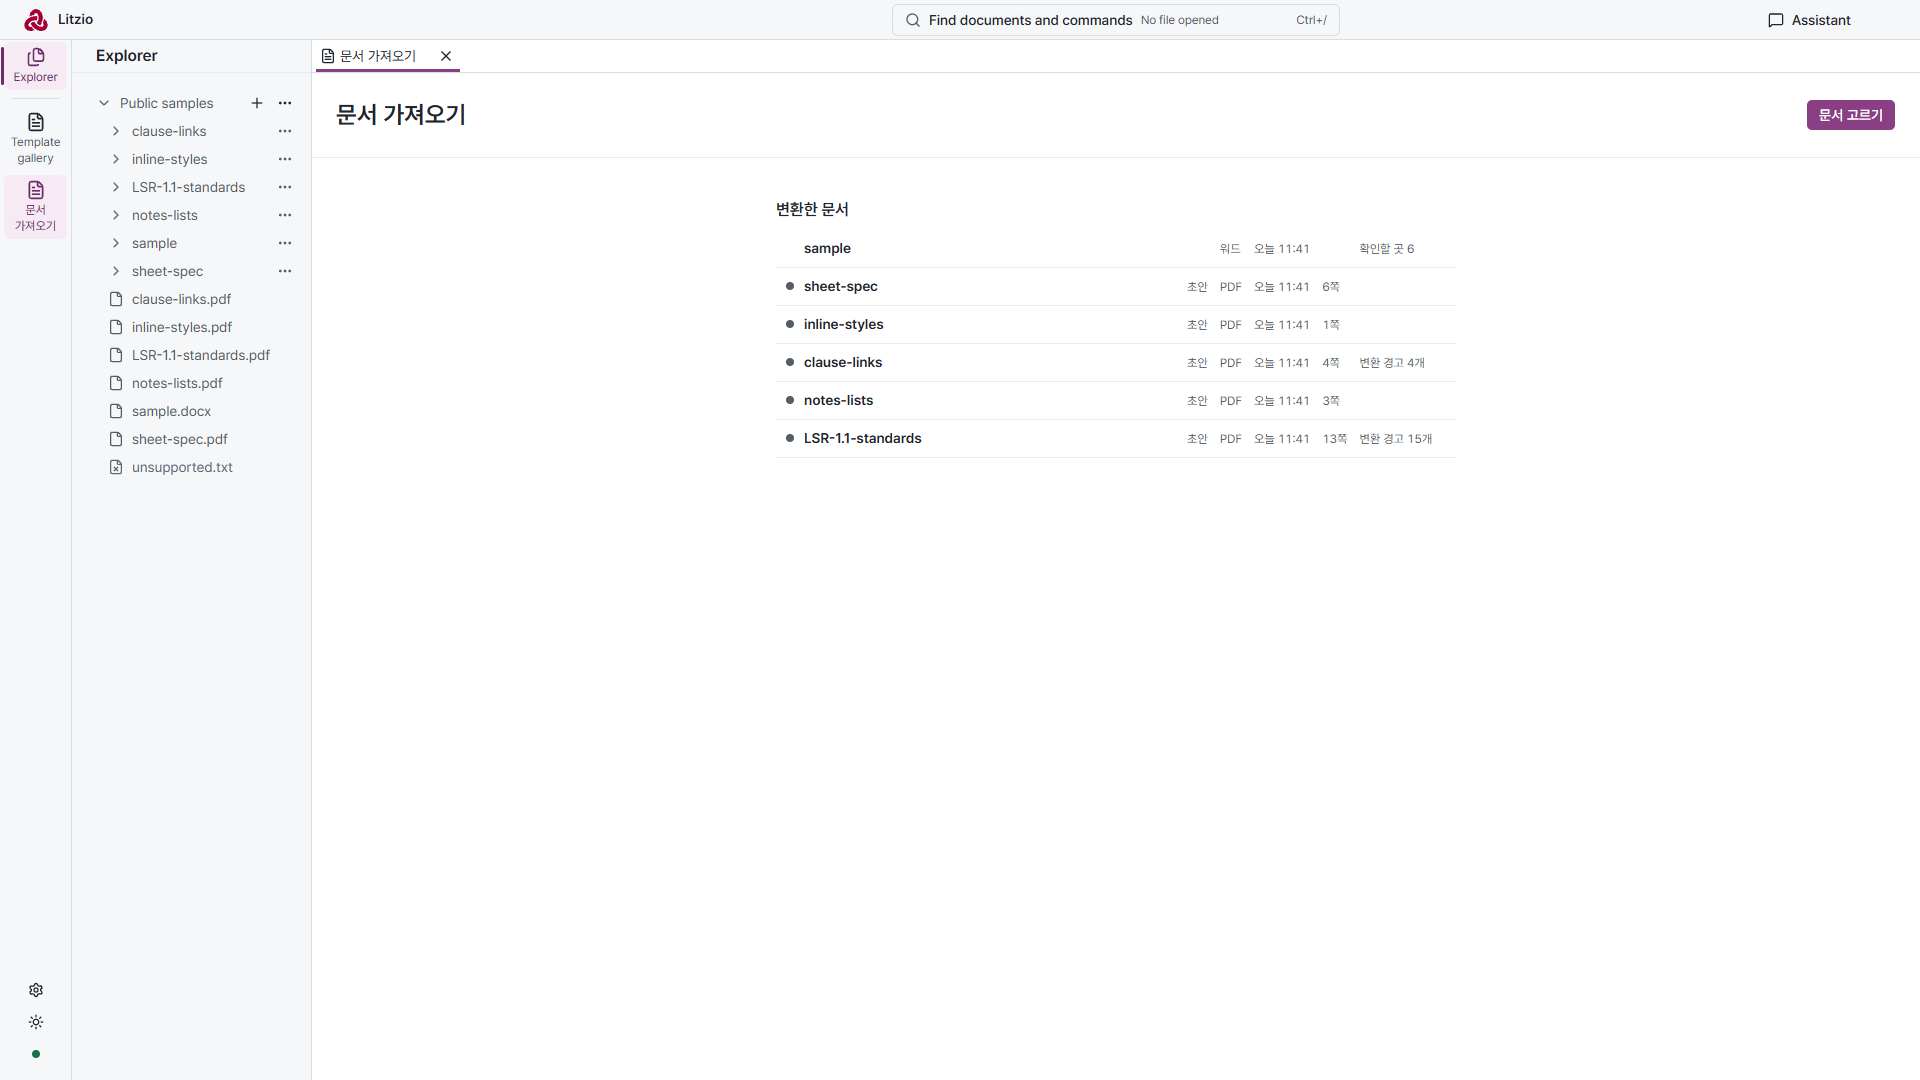 Litzio
Find documents and commands No file opened Ctrl+/
Assistant
Explorer
Template
gallery
문서
가져오기
Explorer
Public samples
clause-links
inline-styles
LSR-1.1-standards
notes-lists
sample
sheet-spec
clause-links.pdf
inline-styles.pdf
LSR-1.1-standards.pdf
notes-lists.pdf
sample.docx
sheet-spec.pdf
unsupported.txt
문서 가져오기
문서 가져오기
문서 고르기
변환한 문서
sample 워드 오늘 11:41 확인할 곳 6
sheet-spec 초안 PDF 오늘 11:41 6쪽
inline-styles 초안 PDF 오늘 11:41 1쪽
clause-links 초안 PDF 오늘 11:41 4쪽 변환 경고 4개
notes-lists 초안 PDF 오늘 11:41 3쪽
LSR-1.1-standards 초안 PDF 오늘 11:41 13쪽 변환 경고 15개